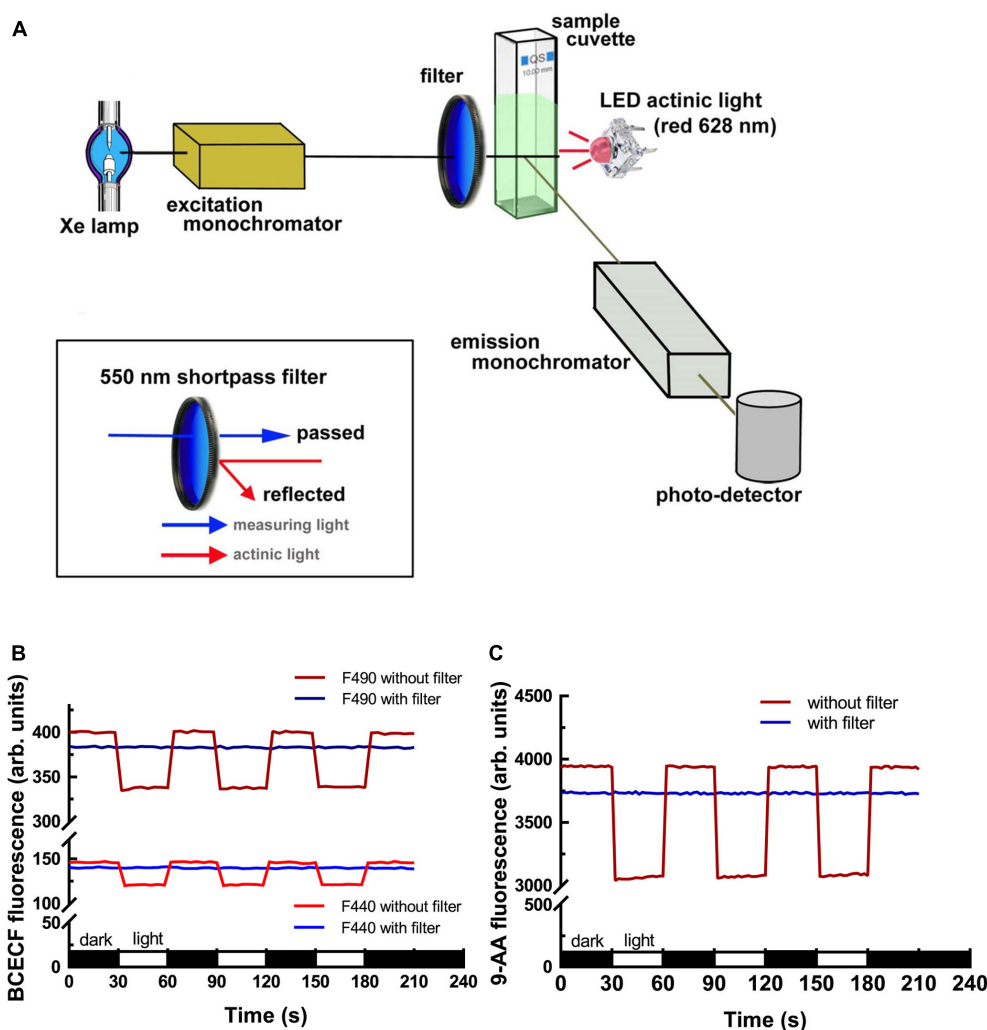 A
sample
cuvette
QS
10.00 mm
filter
LED actinic light
(red 628 nm)
excitation
monochromator
Xe lamp
emission
monochromator
550 nm shortpass filter
passed
reflected
measuring light
actinic light
photo-detector
B
F490 without filter
F490 with filter
BCECF fluorescence (arb. units)
400
350
300
150
100
50
0
F440 without filter
F440 with filter
dark
light
0 30 60 90 120 150 180 210 240
Time (s)
C
without filter
with filter
9-AA fluorescence (arb. units)
4500
4000
3500
3000
500
0
dark
light
0 30 60 90 120 150 180 210 240
Time (s)